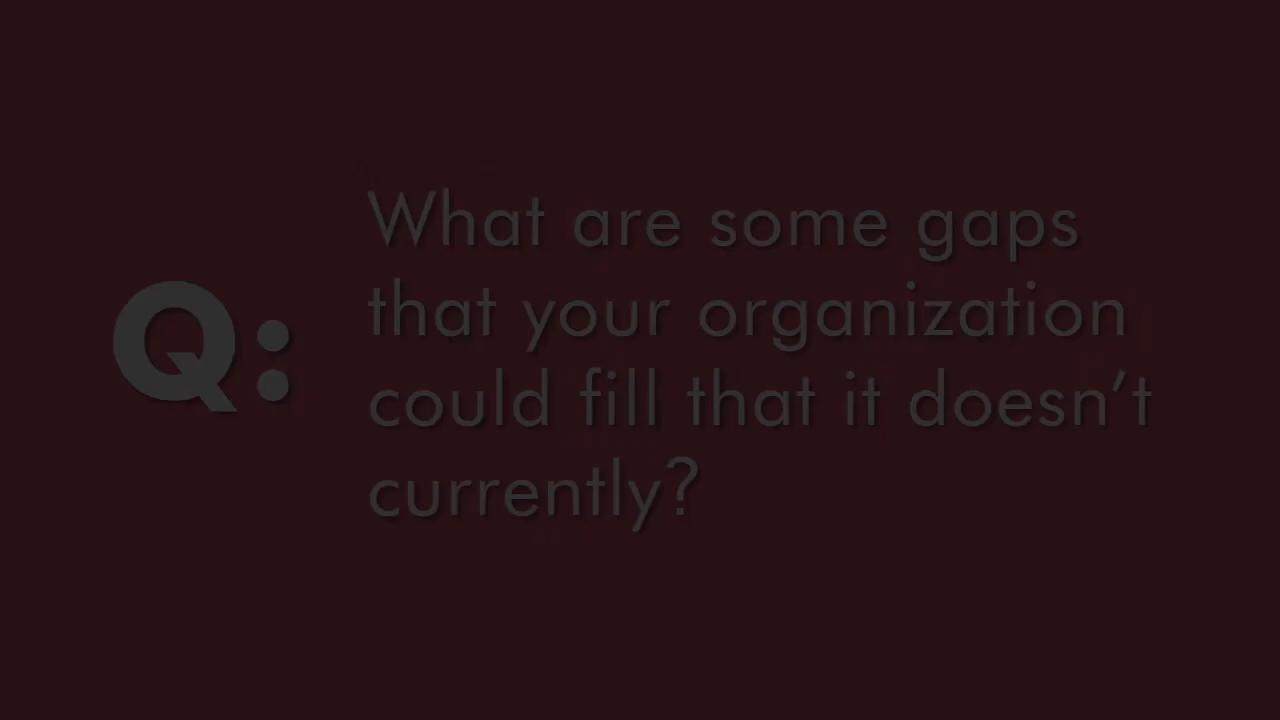 Q:
What are some gaps
that your organization
could fill that it doesn’t
currently?